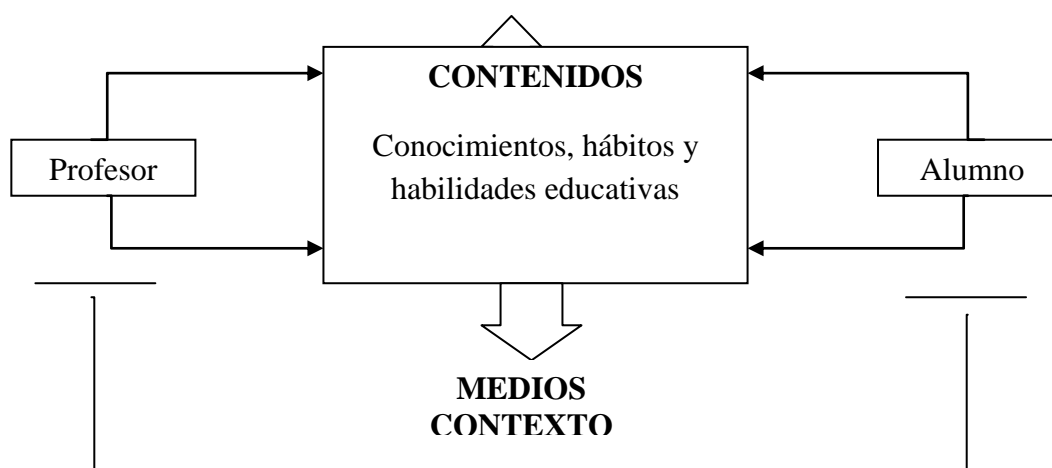 CONTENIDOS
Conocimientos, hábitos y
habilidades educativas
Profesor
Alumno
MEDIOS
CONTEXTO